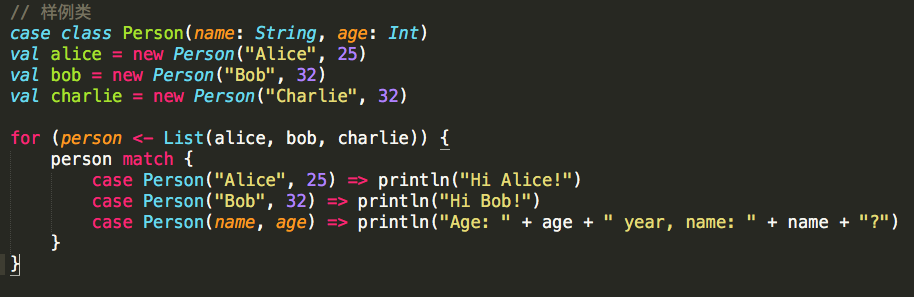 // 样例类
case class Person(name: String, age: Int)
val alice = new Person("Alice", 25)
val bob = new Person("Bob", 32)
val charlie = new Person("Charlie", 32)

for (person <- List(alice, bob, charlie)) {
    person match {
        case Person("Alice", 25) => println("Hi Alice!")
        case Person("Bob", 32) => println("Hi Bob!")
        case Person(name, age) => println("Age: " + age + " year, name: " + name + "?")
    }
}